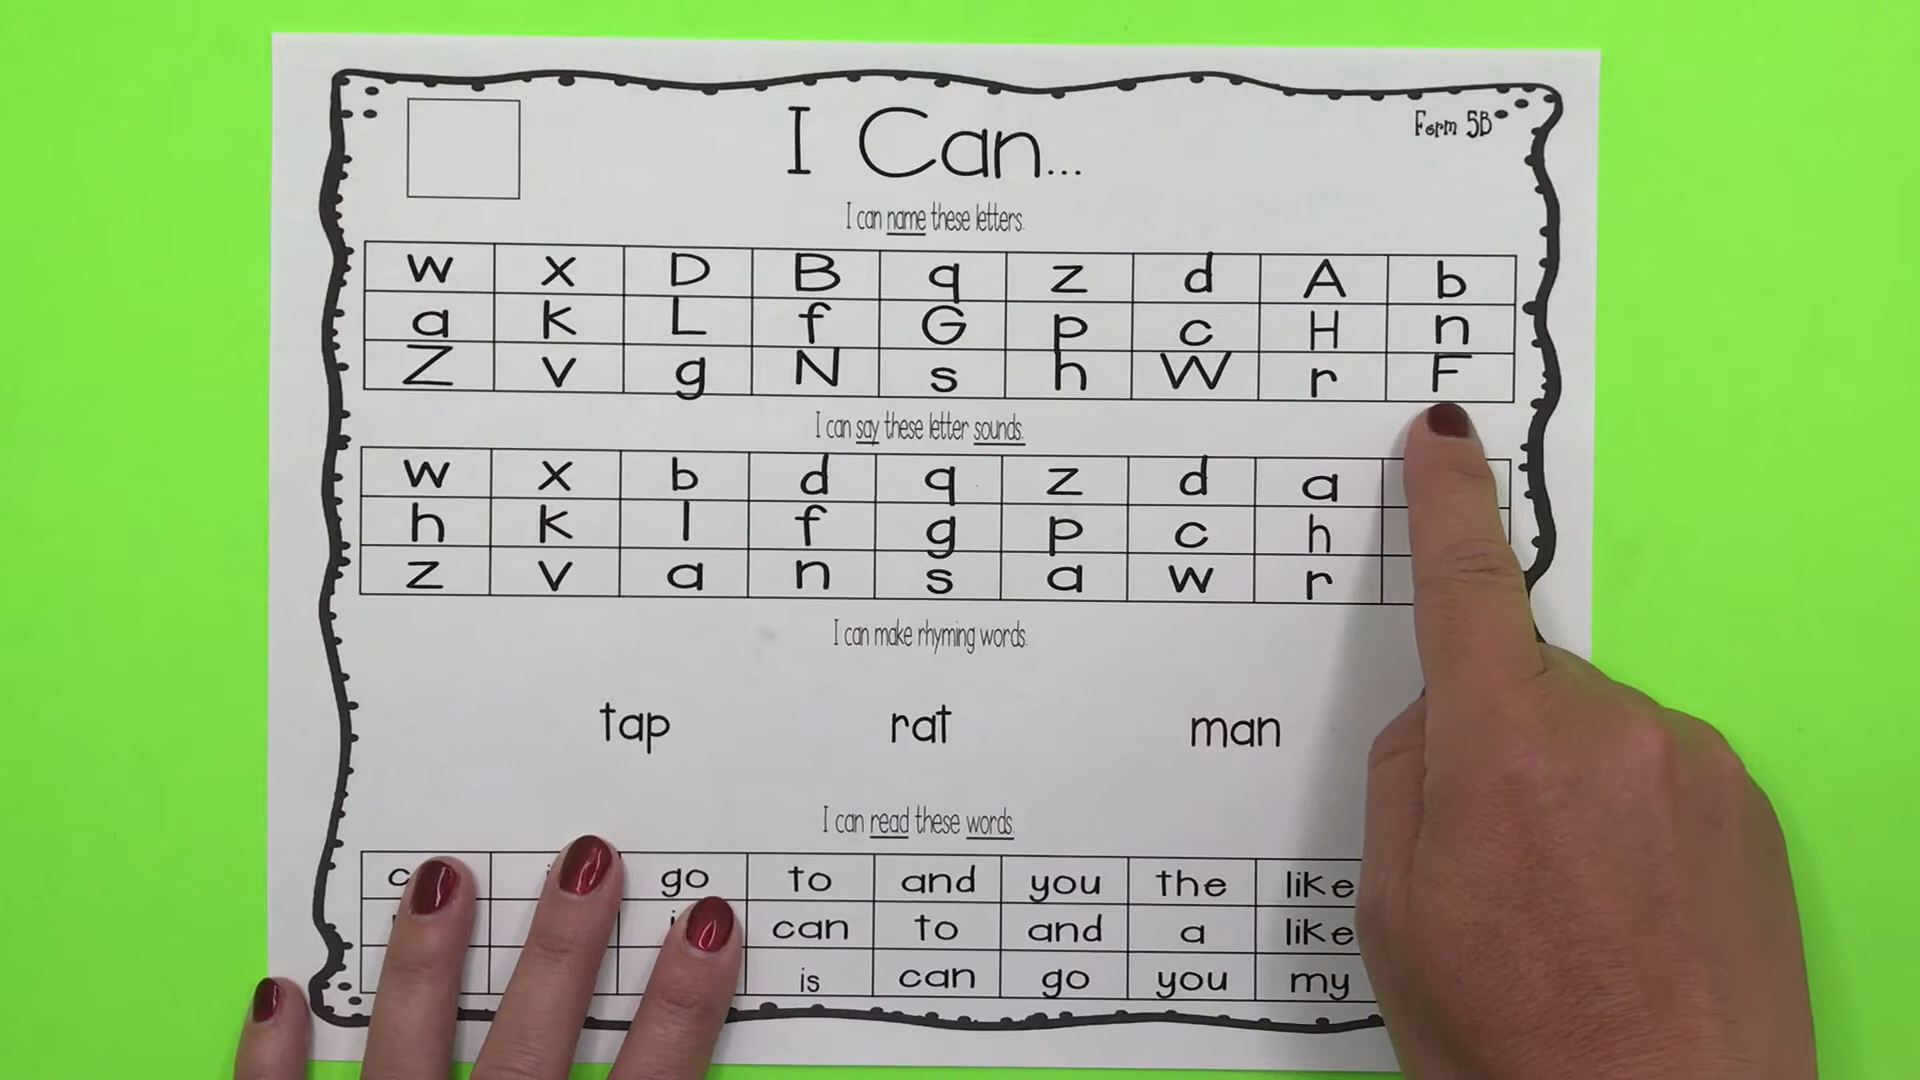 I Can...
Form 5B
I can name these letters.
w x D B q z d A b
a k L f G p c H n
Z v g N s h W r F
I can say these letter sounds.
w x b d q z d a
h k l f g p c h
z v a n s a w r
I can make rhyming words.
tap rat man
I can read these words.
go to and you the like
can to and a like
is can go you my